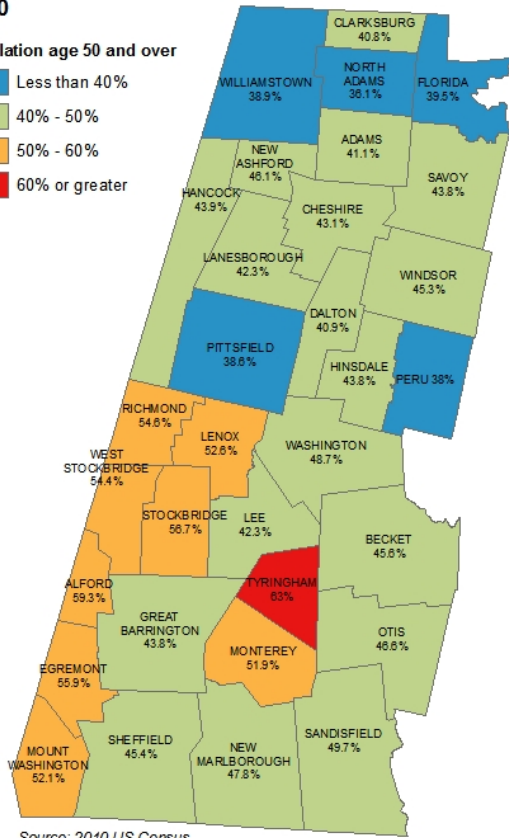 0
lation age 50 and over
Less than 40%
40% - 50%
50% - 60%
60% or greater
CLARKSBURG
40.8%
WILLIAMSTOWN
38.9%
NORTH
ADAMS
36.1%
FLORIDA
39.5%
ADAMS
41.1%
NEW
ASHFORD
46.1%
SAVOY
43.8%
HANCOCK
43.9%
CHESHIRE
43.1%
LANESBOROUGH
42.3%
WINDSOR
45.3%
DALTON
40.9%
PITTSFIELD
38.6%
HINSDALE
43.8%
PERU 38%
RICHMOND
54.6%
LENOX
52.6%
WASHINGTON
48.7%
WEST
STOCKBRIDGE
54.4%
STOCKBRIDGE
56.7%
LEE
42.3%
BECKET
45.6%
ALFORD
59.3%
TYRINGHAM
63%
GREAT
BARRINGTON
43.8%
OTIS
46.6%
MONTEREY
51.9%
EGREMONT
55.9%
MOUNT
WASHINGTON
52.1%
SHEFFIELD
45.4%
NEW
MARLBOROUGH
47.8%
SANDISFIELD
49.7%
Source: 2010 US Census